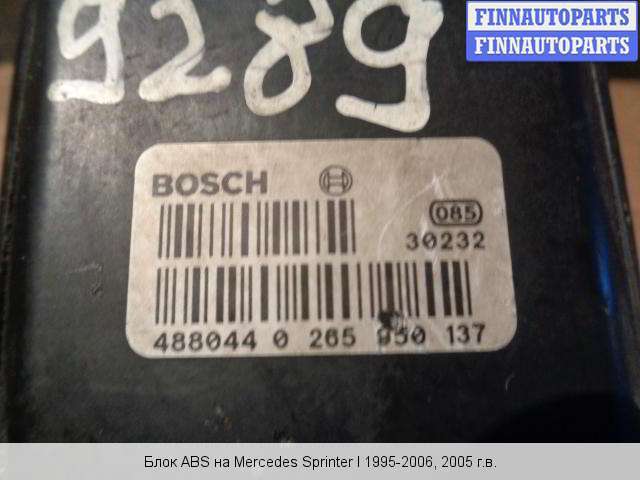 9289
FINNAUTOPARTS
FINNAUTOPARTS
BOSCH
085
30232
488044 0 265 950 137
Блок ABS на Mercedes Sprinter I 1995-2006, 2005 г.в.